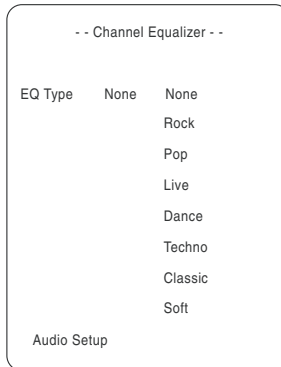 - - Channel Equalizer - -
EQ Type None None
Rock
Pop
Live
Dance
Techno
Classic
Soft
Audio Setup